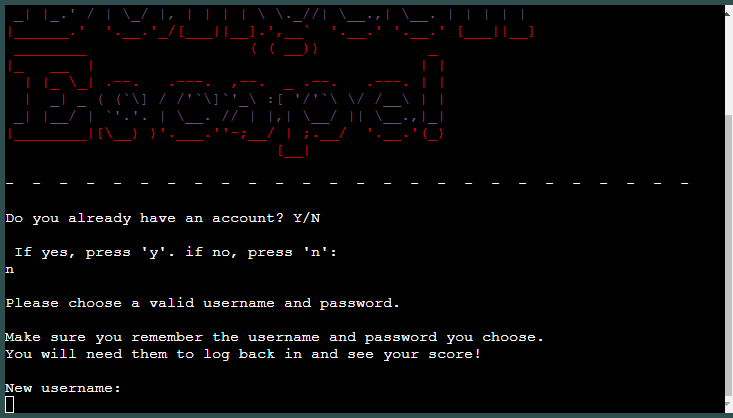 Escape!
Do you already have an account? Y/N
If yes, press 'y'. if no, press 'n':
n
Please choose a valid username and password.
Make sure you remember the username and password you choose.
You will need them to log back in and see your score!
New username: